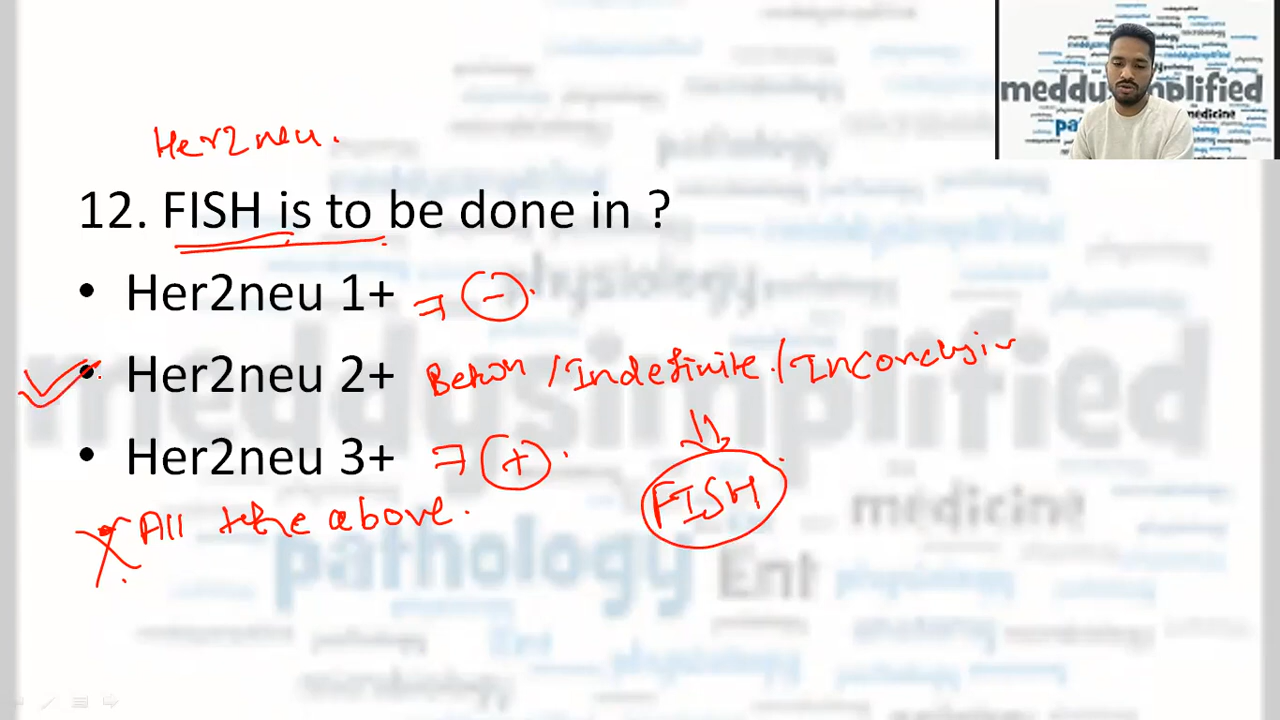 meddusimplified
Her2neu.
12. FISH is to be done in ?
• Her2neu 1+ ⇒ (-)
• Her2neu 2+ / Indefinite / Inconclusiv
• Her2neu 3+ ⇒ (+)
FISH
All the above.
physiology
medicine
pathology
Ent